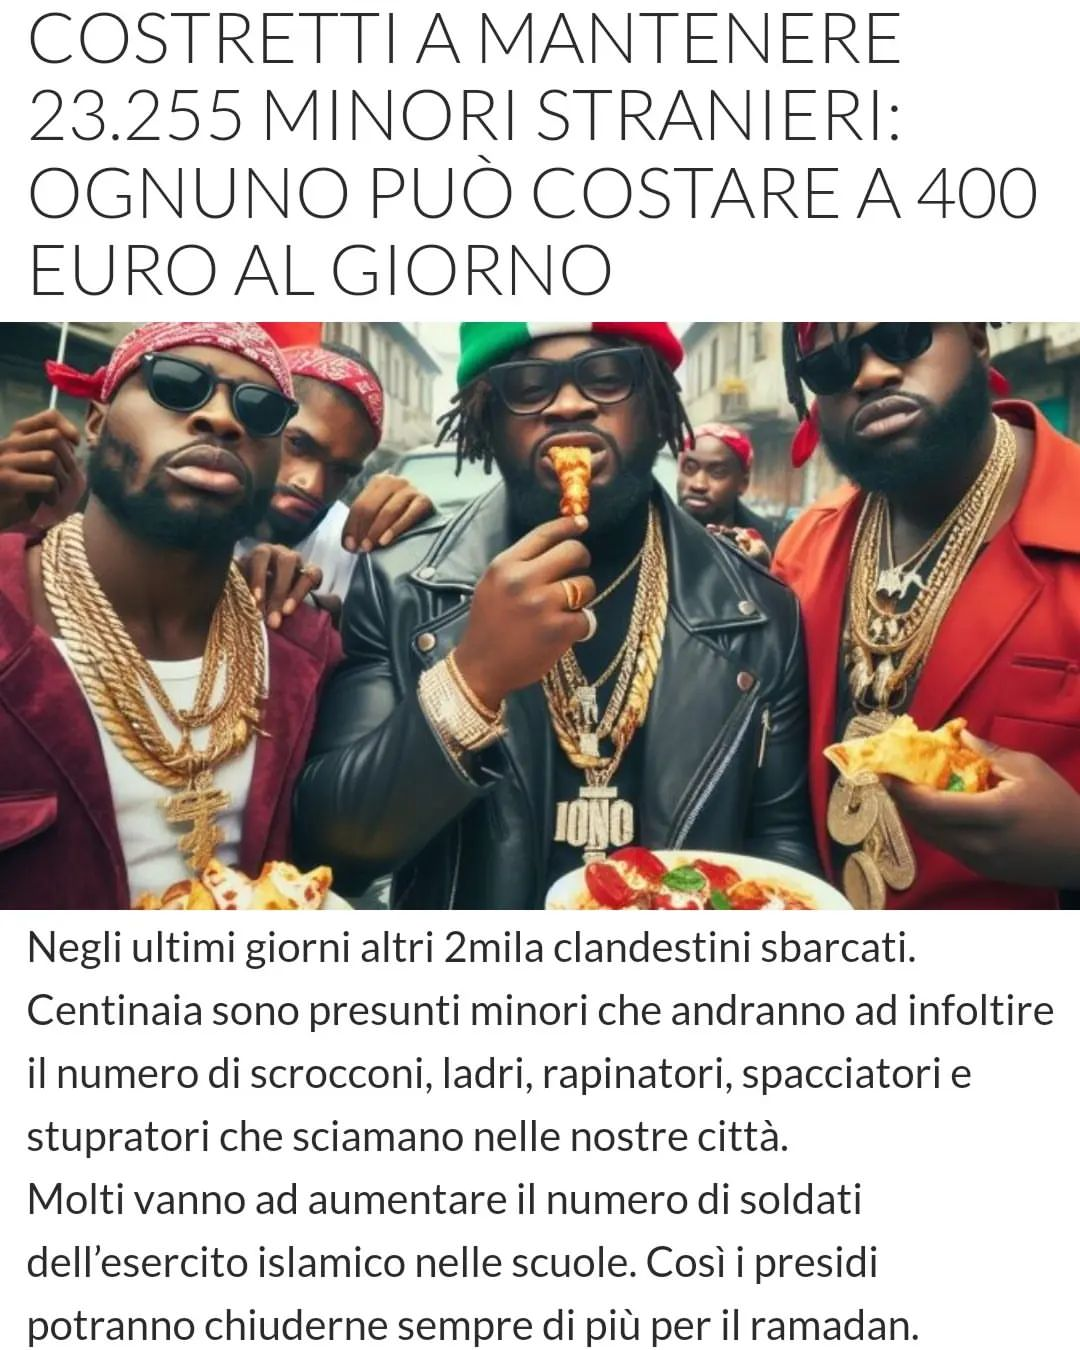 COSTRETTI A MANTENERE
23.255 MINORI STRANIERI:
OGNUNO PUÒ COSTARE A 400
EURO AL GIORNO
IONO
Negli ultimi giorni altri 2mila clandestini sbarcati.
Centinaia sono presunti minori che andranno ad infoltire
il numero di scrocconi, ladri, rapinatori, spacciatori e
stupratori che sciamano nelle nostre città.
Molti vanno ad aumentare il numero di soldati
dell’esercito islamico nelle scuole. Così i presidi
potranno chiuderne sempre di più per il ramadan.